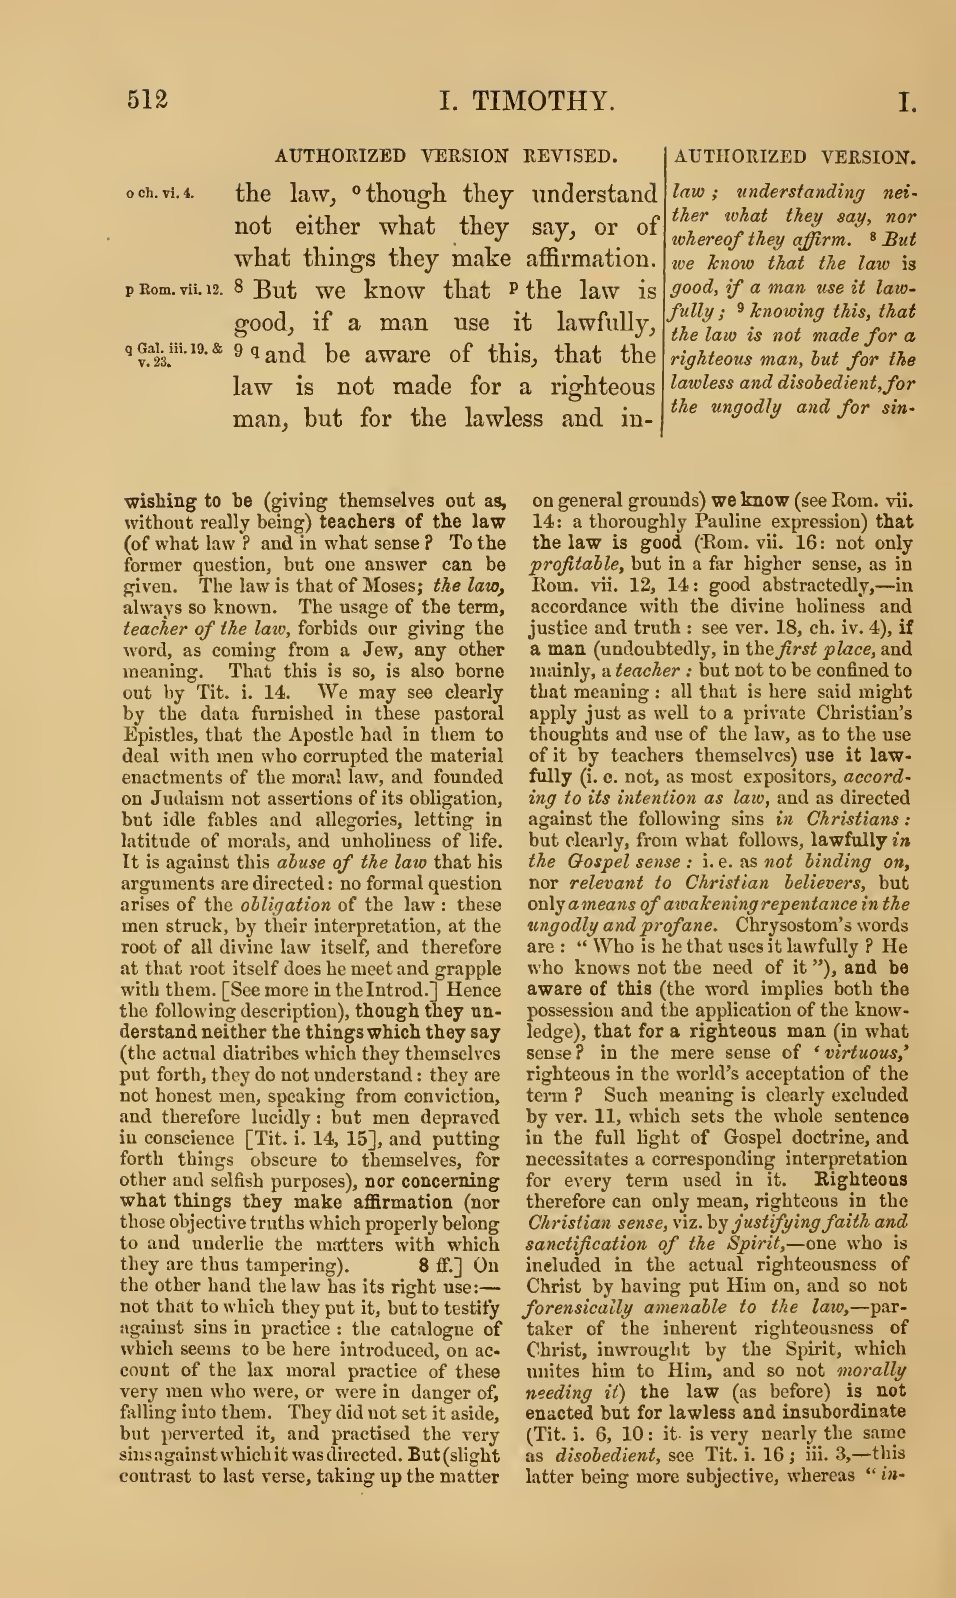 512
I. TIMOTHY.
I.
AUTHORIZED VERSION REVISED.
o ch. vi. 4.
the law, o though they understand
not either what they say, or of
what things they make affirmation.
p Rom. vii. 12.
8 But we know that p the law is
good, if a man use it lawfully,
q Gal. iii. 19. &
v. 23.
9 q and be aware of this, that the
law is not made for a righteous
man, but for the lawless and in-
AUTHORIZED VERSION.
law ; understanding nei-
ther what they say, nor
whereof they affirm. 8 But
we know that the law is
good, if a man use it law-
fully ; 9 knowing this, that
the law is not made for a
righteous man, but for the
lawless and disobedient, for
the ungodly and for sin-
wishing to be (giving themselves out as,
without really being) teachers of the law
(of what law ? and in what sense ? To the
former question, but one answer can be
given. The law is that of Moses; the law,
always so known. The usage of the term,
teacher of the law, forbids our giving the
word, as coming from a Jew, any other
meaning. That this is so, is also borne
out by Tit. i. 14. We may see clearly
by the data furnished in these pastoral
Epistles, that the Apostle had in them to
deal with men who corrupted the material
enactments of the moral law, and founded
on Judaism not assertions of its obligation,
but idle fables and allegories, letting in
latitude of morals, and unholiness of life.
It is against this abuse of the law that his
arguments are directed : no formal question
arises of the obligation of the law : these
men struck, by their interpretation, at the
root of all divine law itself, and therefore
at that root itself does he meet and grapple
with them. [See more in the Introd.] Hence
the following description), though they un-
derstand neither the things which they say
(the actual diatribes which they themselves
put forth, they do not understand : they are
not honest men, speaking from conviction,
and therefore lucidly : but men depraved
in conscience [Tit. i. 14, 15], and putting
forth things obscure to themselves, for
other and selfish purposes), nor concerning
what things they make affirmation (nor
those objective truths which properly belong
to and underlie the matters with which
they are thus tampering). 8 ff.] On
the other hand the law has its right use:—
not that to which they put it, but to testify
against sins in practice : the catalogue of
which seems to be here introduced, on ac-
count of the lax moral practice of these
very men who were, or were in danger of,
falling into them. They did not set it aside,
but perverted it, and practised the very
sins against which it was directed. But (slight
contrast to last verse, taking up the matter
on general grounds) we know (see Rom. vii.
14: a thoroughly Pauline expression) that
the law is good (Rom. vii. 16: not only
profitable, but in a far higher sense, as in
Rom. vii. 12, 14: good abstractedly,—in
accordance with the divine holiness and
justice and truth : see ver. 18, ch. iv. 4), if
a man (undoubtedly, in the first place, and
mainly, a teacher : but not to be confined to
that meaning : all that is here said might
apply just as well to a private Christian's
thoughts and use of the law, as to the use
of it by teachers themselves) use it law-
fully (i. e. not, as most expositors, accord-
ing to its intention as law, and as directed
against the following sins in Christians :
but clearly, from what follows, lawfully in
the Gospel sense : i. e. as not binding on,
nor relevant to Christian believers, but
only a means of awakening repentance in the
ungodly and profane. Chrysostom's words
are : “ Who is he that uses it lawfully ? He
who knows not the need of it ”), and be
aware of this (the word implies both the
possession and the application of the know-
ledge), that for a righteous man (in what
sense ? in the mere sense of ‘ virtuous,’
righteous in the world's acceptation of the
term ? Such meaning is clearly excluded
by ver. 11, which sets the whole sentence
in the full light of Gospel doctrine, and
necessitates a corresponding interpretation
for every term used in it. Righteous
therefore can only mean, righteous in the
Christian sense, viz. by justifying faith and
sanctification of the Spirit,—one who is
included in the actual righteousness of
Christ by having put Him on, and so not
forensically amenable to the law,—par-
taker of the inherent righteousness of
Christ, inwrought by the Spirit, which
unites him to Him, and so not morally
needing it) the law (as before) is not
enacted but for lawless and insubordinate
(Tit. i. 6, 10: it is very nearly the same
as disobedient, see Tit. i. 16 ; iii. 3,—this
latter being more subjective, whereas “ in-